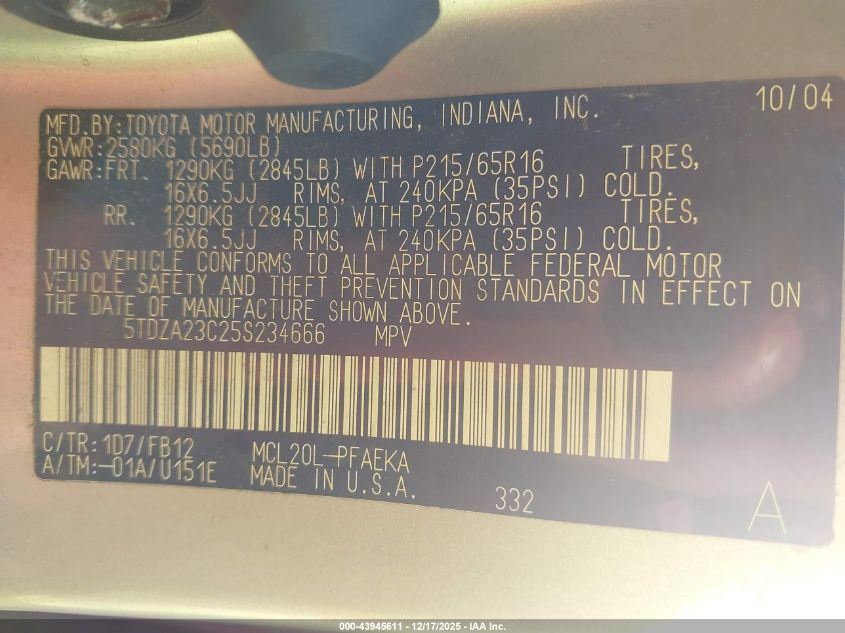 10/04
MFD.BY:TOYOTA MOTOR MANUFACTURING, INDIANA, INC.
GVWR:2580KG (5690LB)
GAWR:FRT. 1290KG (2845LB) WITH P215/65R16 TIRES,
16X6.5JJ RIMS, AT 240KPA (35PSI) COLD.
RR. 1290KG (2845LB) WITH P215/65R16 TIRES,
16X6.5JJ RIMS, AT 240KPA (35PSI) COLD.
THIS VEHICLE CONFORMS TO ALL APPLICABLE FEDERAL MOTOR
VEHICLE SAFETY AND THEFT PREVENTION STANDARDS IN EFFECT ON
THE DATE OF MANUFACTURE SHOWN ABOVE.
5TDZA23C25S234666 MPV
C/TR:1D7/FB12 MCL20L-PFAEKA
A/TM:-01A/U151E MADE IN U.S.A. 332 A
000-43945611 - 12/17/2025 - IAA Inc.